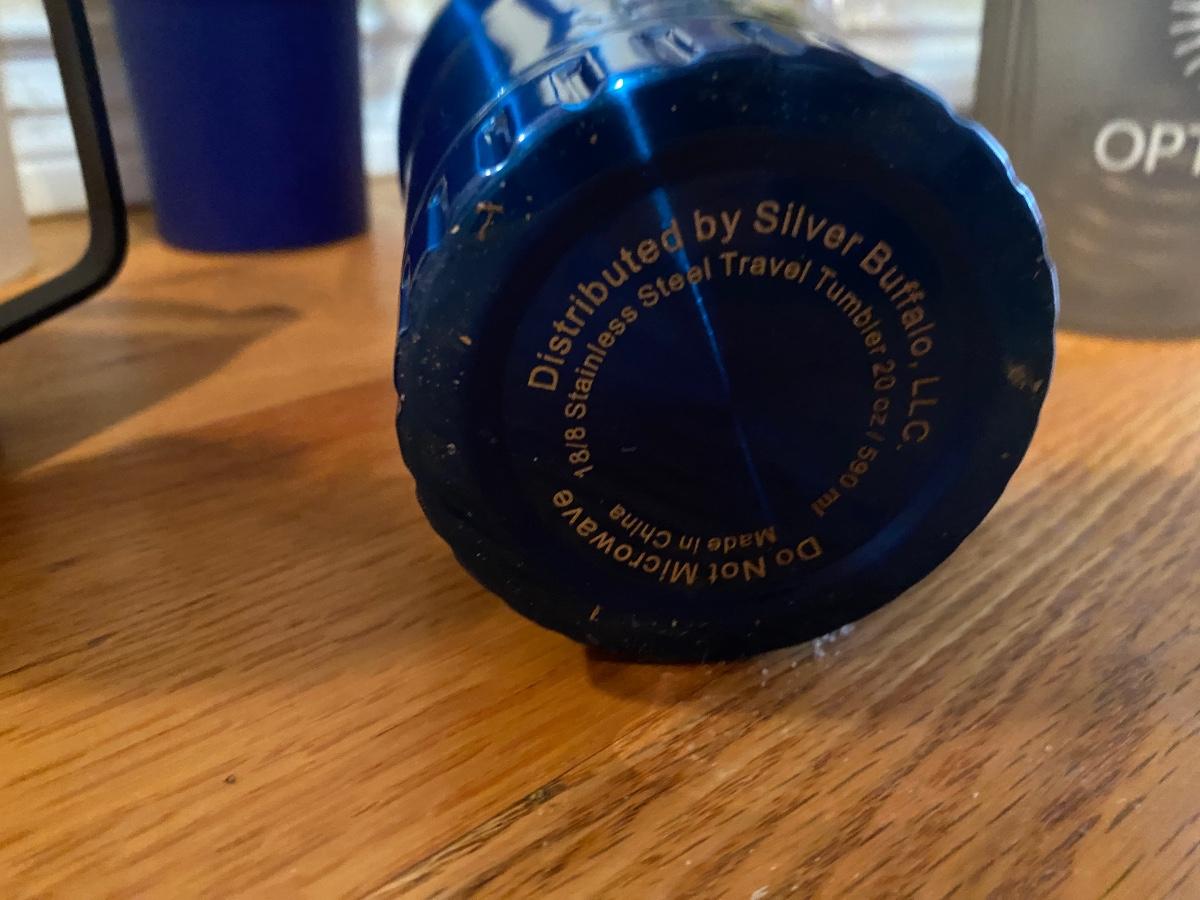 Distributed by Silver Buffalo, LLC.
18/8 Stainless Steel Travel Tumbler 20 oz / 590 ml
Made in China
Do Not Microwave
OPT